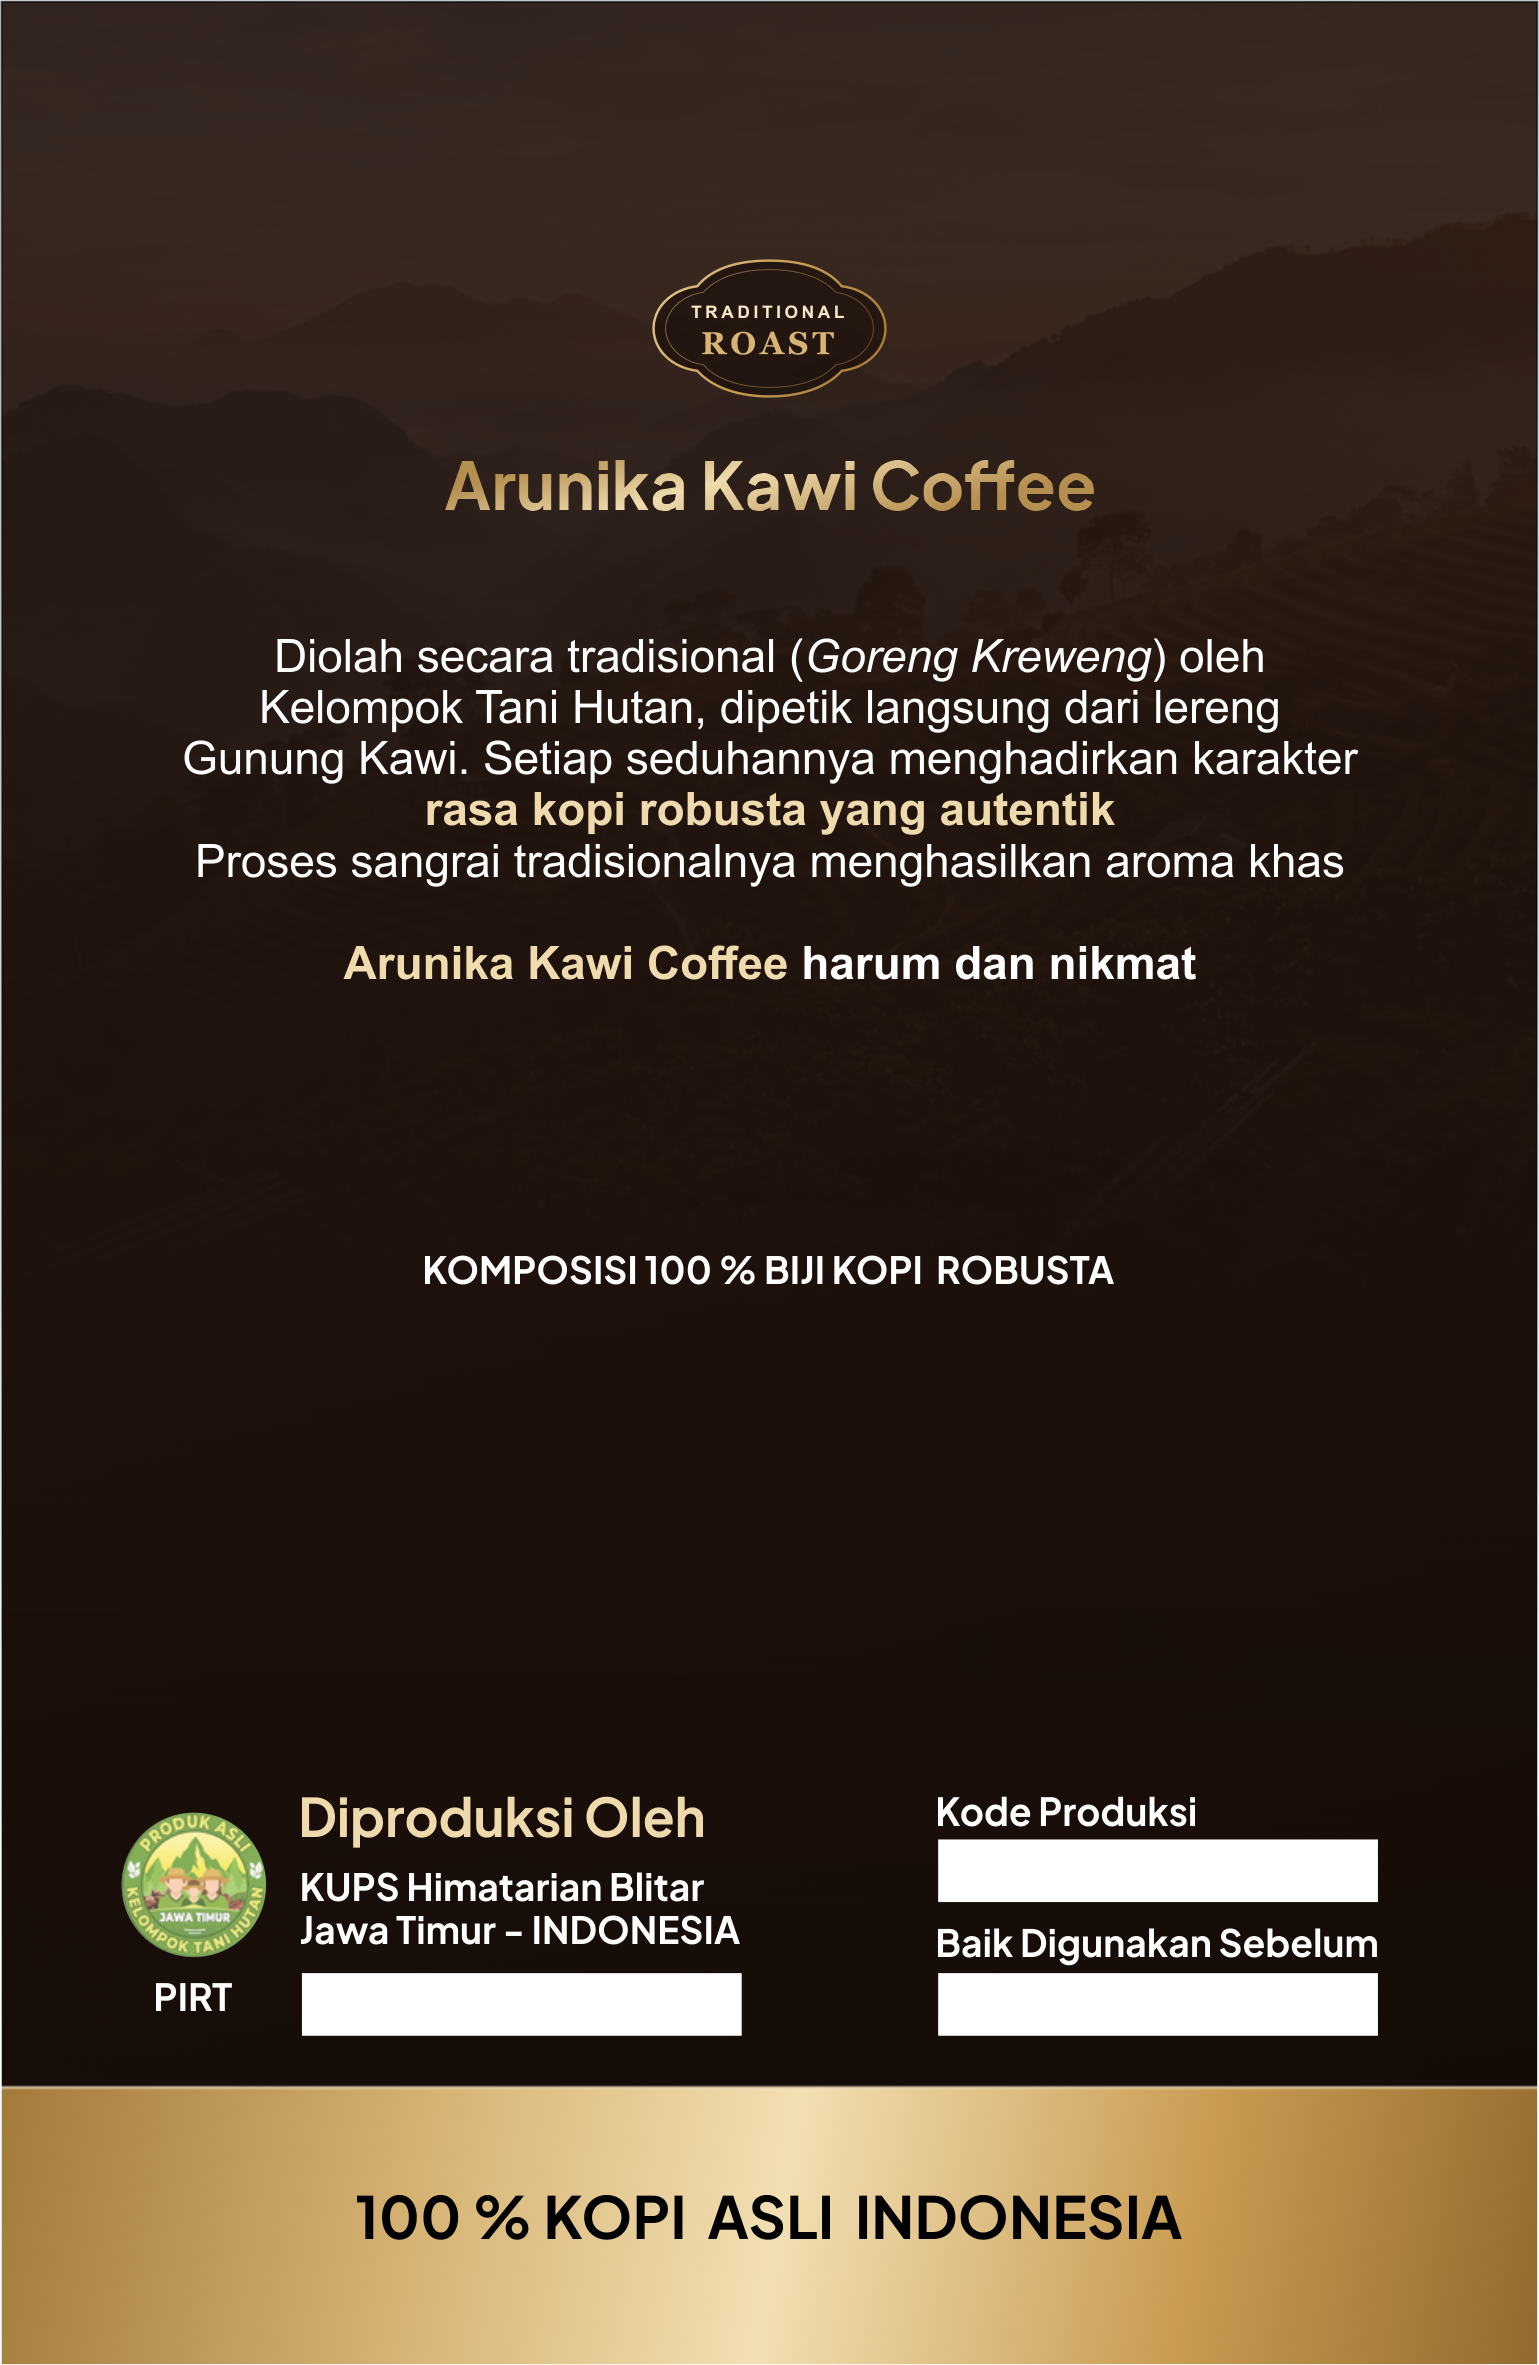 TRADITIONAL
ROAST
Arunika Kawi Coffee
Diolah secara tradisional (Goreng Kreweng) oleh
Kelompok Tani Hutan, dipetik langsung dari lereng
Gunung Kawi. Setiap seduhannya menghadirkan karakter
rasa kopi robusta yang autentik
Proses sangrai tradisionalnya menghasilkan aroma khas
Arunika Kawi Coffee harum dan nikmat
KOMPOSISI 100 % BIJI KOPI ROBUSTA
PRODUK ASLI
JAWA TIMUR
KELOMPOK TANI HUTAN
PIRT
Diproduksi Oleh
KUPS Himatarian Blitar
Jawa Timur – INDONESIA
Kode Produksi
Baik Digunakan Sebelum
100 % KOPI ASLI INDONESIA